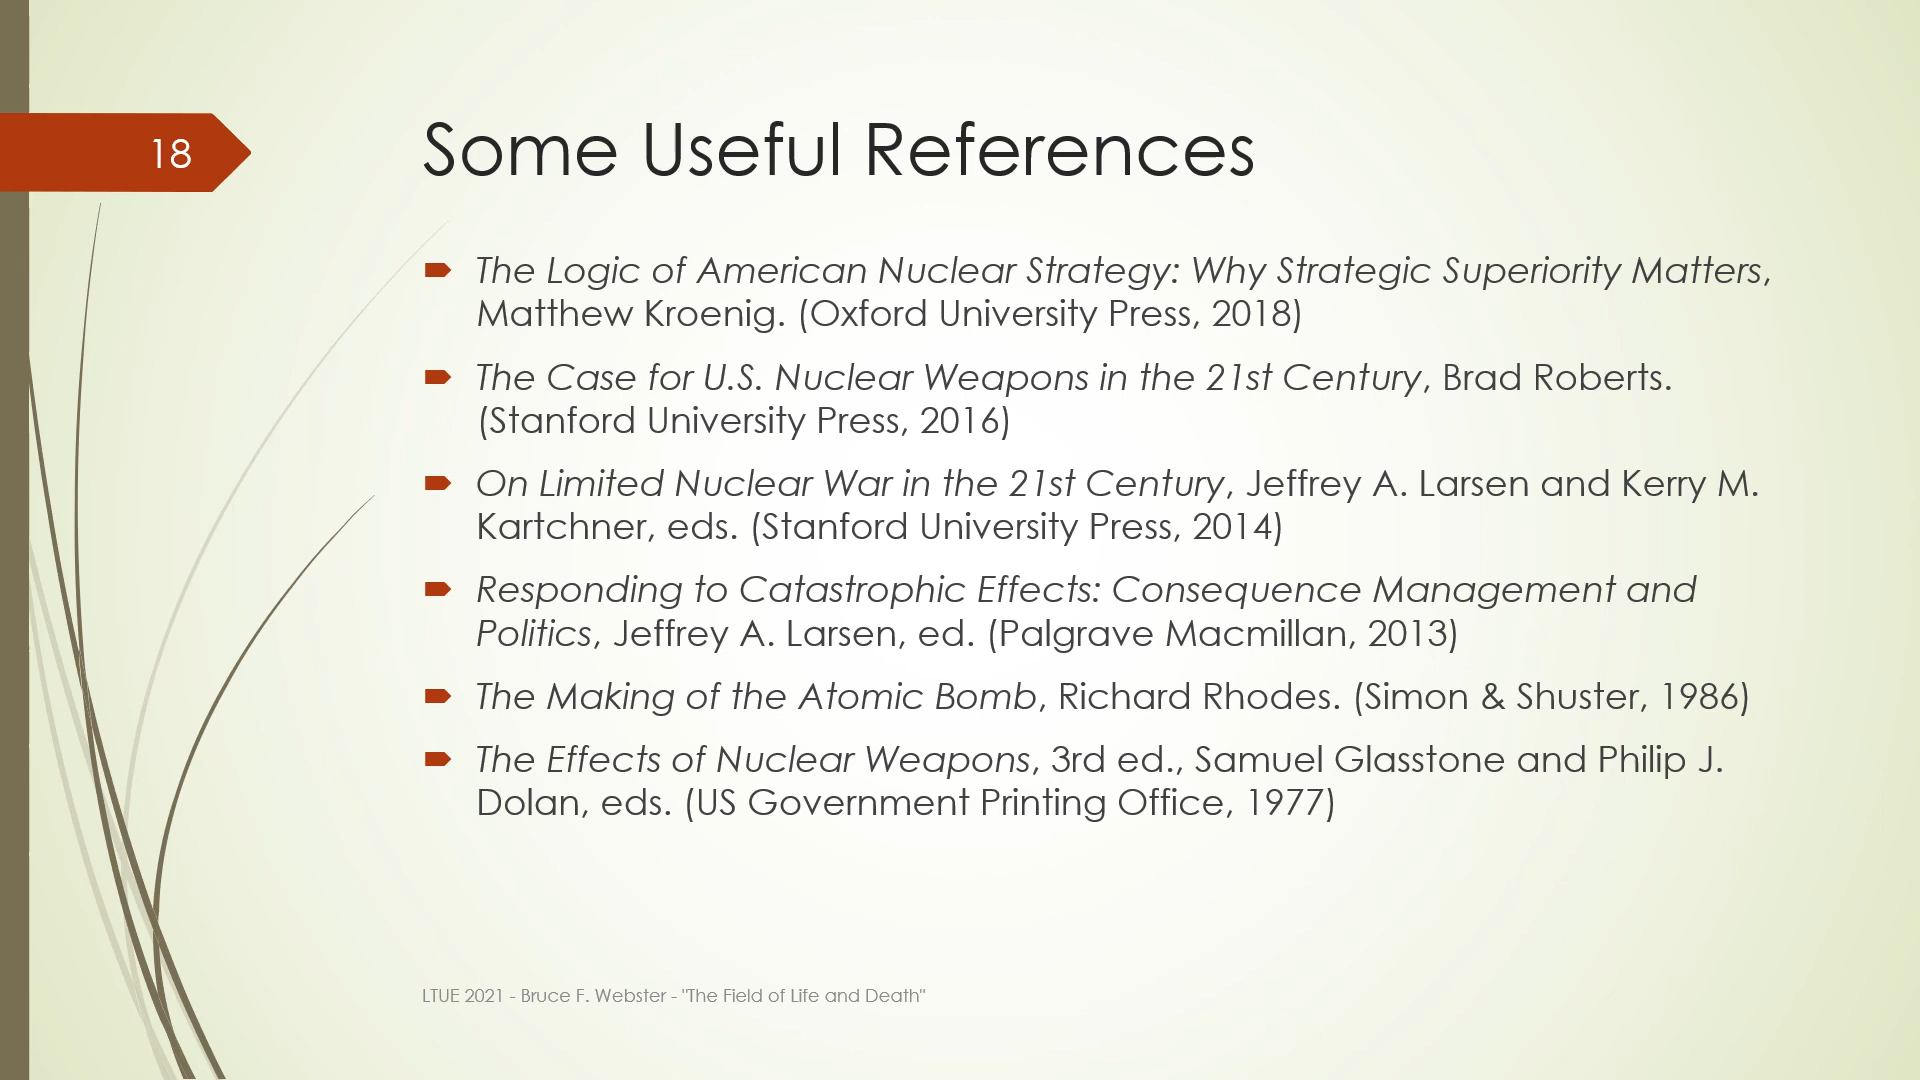 18
Some Useful References
The Logic of American Nuclear Strategy: Why Strategic Superiority Matters,
Matthew Kroenig. (Oxford University Press, 2018)
The Case for U.S. Nuclear Weapons in the 21st Century, Brad Roberts.
(Stanford University Press, 2016)
On Limited Nuclear War in the 21st Century, Jeffrey A. Larsen and Kerry M.
Kartchner, eds. (Stanford University Press, 2014)
Responding to Catastrophic Effects: Consequence Management and
Politics, Jeffrey A. Larsen, ed. (Palgrave Macmillan, 2013)
The Making of the Atomic Bomb, Richard Rhodes. (Simon & Shuster, 1986)
The Effects of Nuclear Weapons, 3rd ed., Samuel Glasstone and Philip J.
Dolan, eds. (US Government Printing Office, 1977)
LTUE 2021 - Bruce F. Webster - "The Field of Life and Death"